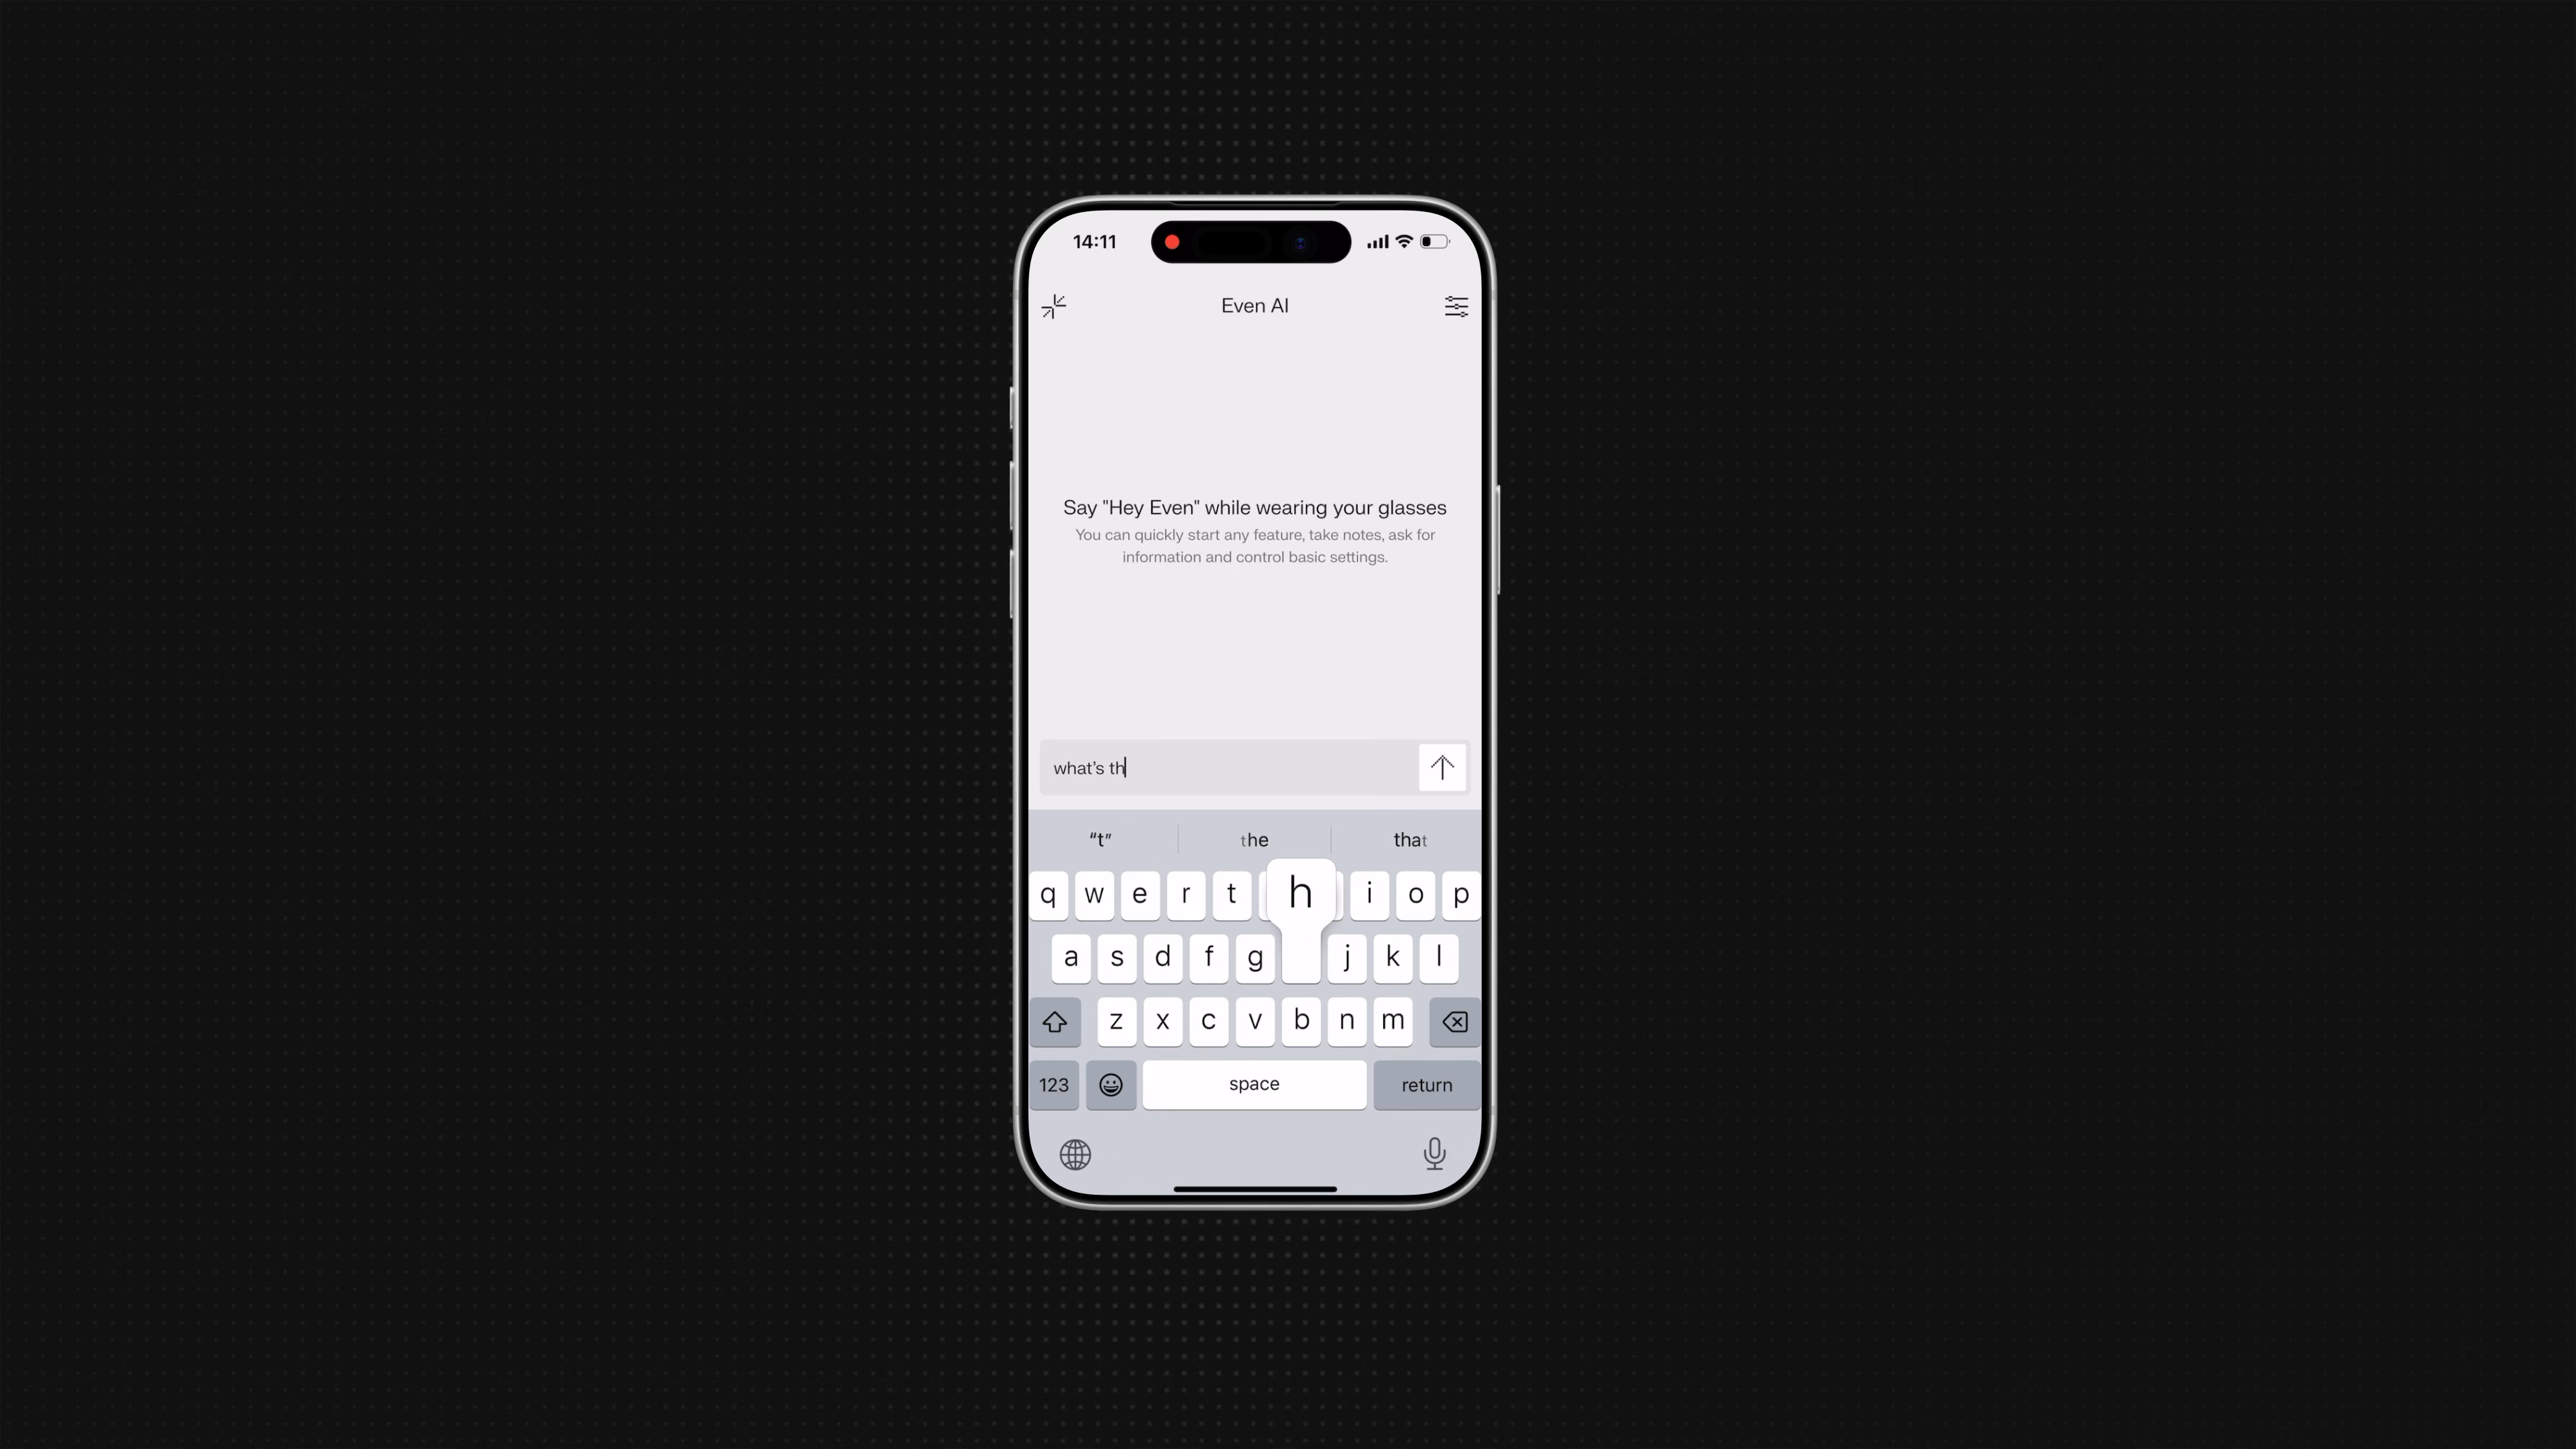 14:11
Even AI
Say "Hey Even" while wearing your glasses
You can quickly start any feature, take notes, ask for
information and control basic settings.
what's th
“t” the that
q w e r t h i o p
a s d f g j k l
z x c v b n m
123 space return